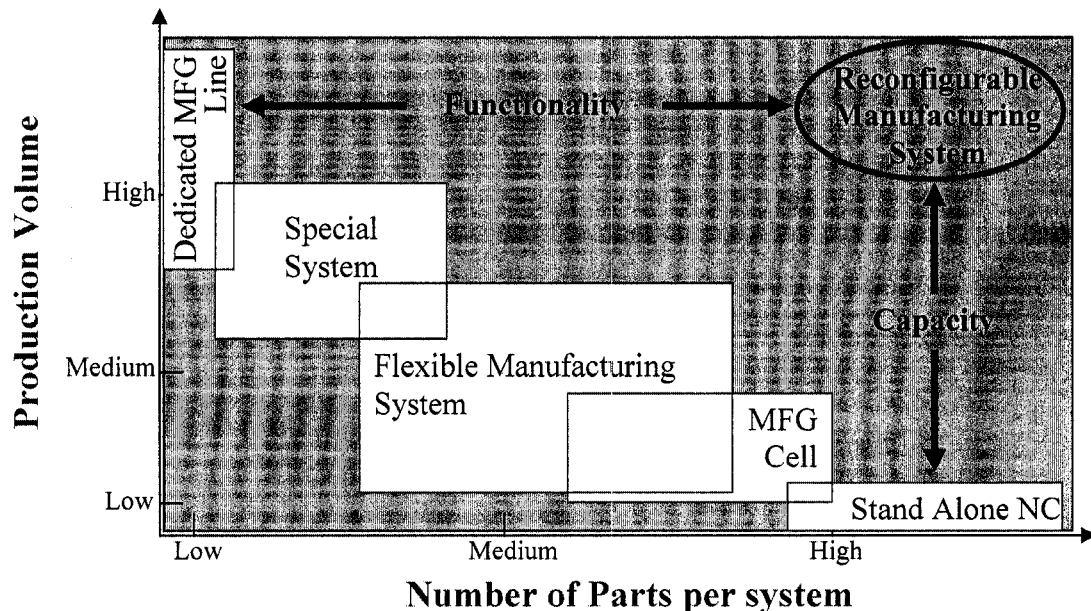 Production Volume
High
Medium
Low
Dedicated MFG
Line
Functionality
Reconfigurable
Manufacturing
System
Special
System
Capacity
Flexible Manufacturing
System
MFG
Cell
Stand Alone NC
Low
Medium
High
Number of Parts per system